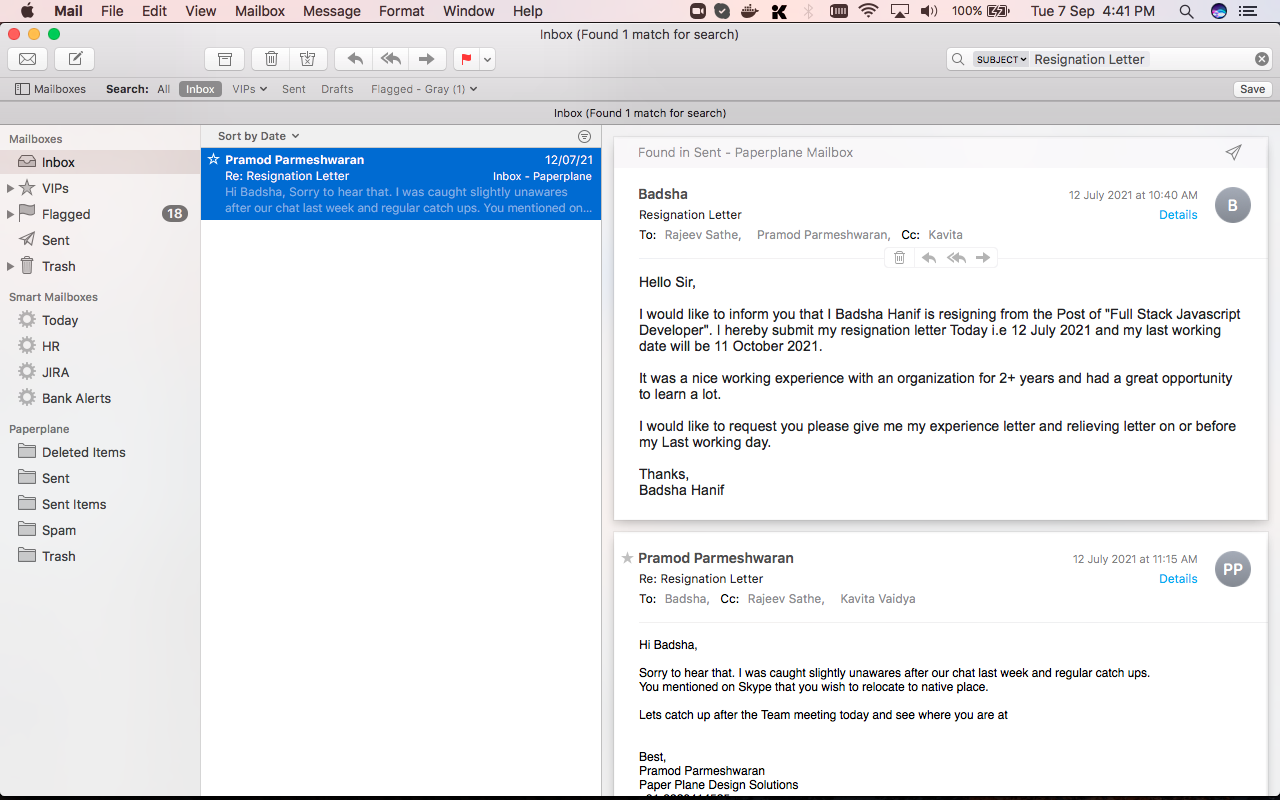 Mail File Edit View Mailbox Message Format Window Help 100% Tue 7 Sep 4:41 PM
Inbox (Found 1 match for search)
SUBJECT Resignation Letter
Mailboxes Search: All Inbox VIPs Sent Drafts Flagged - Gray (1) Save
Inbox (Found 1 match for search)
Mailboxes
Inbox
VIPs
Flagged 18
Sent
Trash
Smart Mailboxes
Today
HR
JIRA
Bank Alerts
Paperplane
Deleted Items
Sent
Sent Items
Spam
Trash
Sort by Date
Pramod Parmeshwaran 12/07/21
Re: Resignation Letter Inbox - Paperplane
Hi Badsha, Sorry to hear that. I was caught slightly unawares
after our chat last week and regular catch ups. You mentioned on...
Found in Sent - Paperplane Mailbox
Badsha 12 July 2021 at 10:40 AM B
Resignation Letter Details
To: Rajeev Sathe, Pramod Parmeshwaran, Cc: Kavita
Hello Sir,
I would like to inform you that I Badsha Hanif is resigning from the Post of "Full Stack Javascript
Developer". I hereby submit my resignation letter Today i.e 12 July 2021 and my last working
date will be 11 October 2021.
It was a nice working experience with an organization for 2+ years and had a great opportunity
to learn a lot.
I would like to request you please give me my experience letter and relieving letter on or before
my Last working day.
Thanks,
Badsha Hanif
Pramod Parmeshwaran 12 July 2021 at 11:15 AM PP
Re: Resignation Letter Details
To: Badsha, Cc: Rajeev Sathe, Kavita Vaidya
Hi Badsha,
Sorry to hear that. I was caught slightly unawares after our chat last week and regular catch ups.
You mentioned on Skype that you wish to relocate to native place.
Lets catch up after the Team meeting today and see where you are at
Best,
Pramod Parmeshwaran
Paper Plane Design Solutions